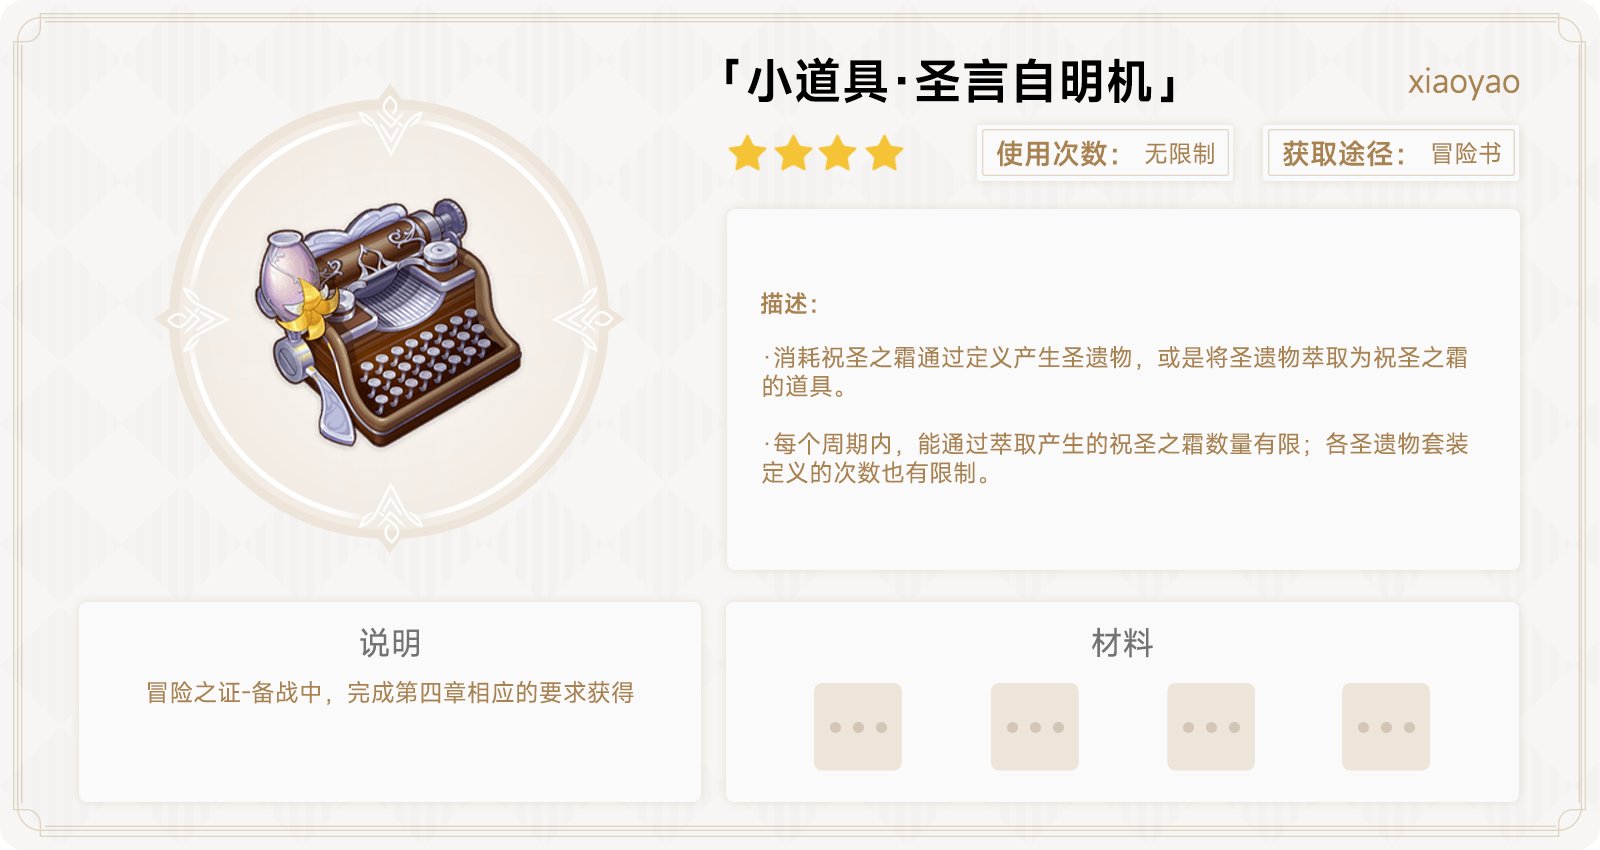 「小道具·圣言自明机」
xiaoyao
使用次数： 无限制
获取途径： 冒险书
描述：
·消耗祝圣之霜通过定义产生圣遗物，或是将圣遗物萃取为祝圣之霜
的道具。
·每个周期内，能通过萃取产生的祝圣之霜数量有限；各圣遗物套装
定义的次数也有限制。
说明
冒险之证-备战中，完成第四章相应的要求获得
材料